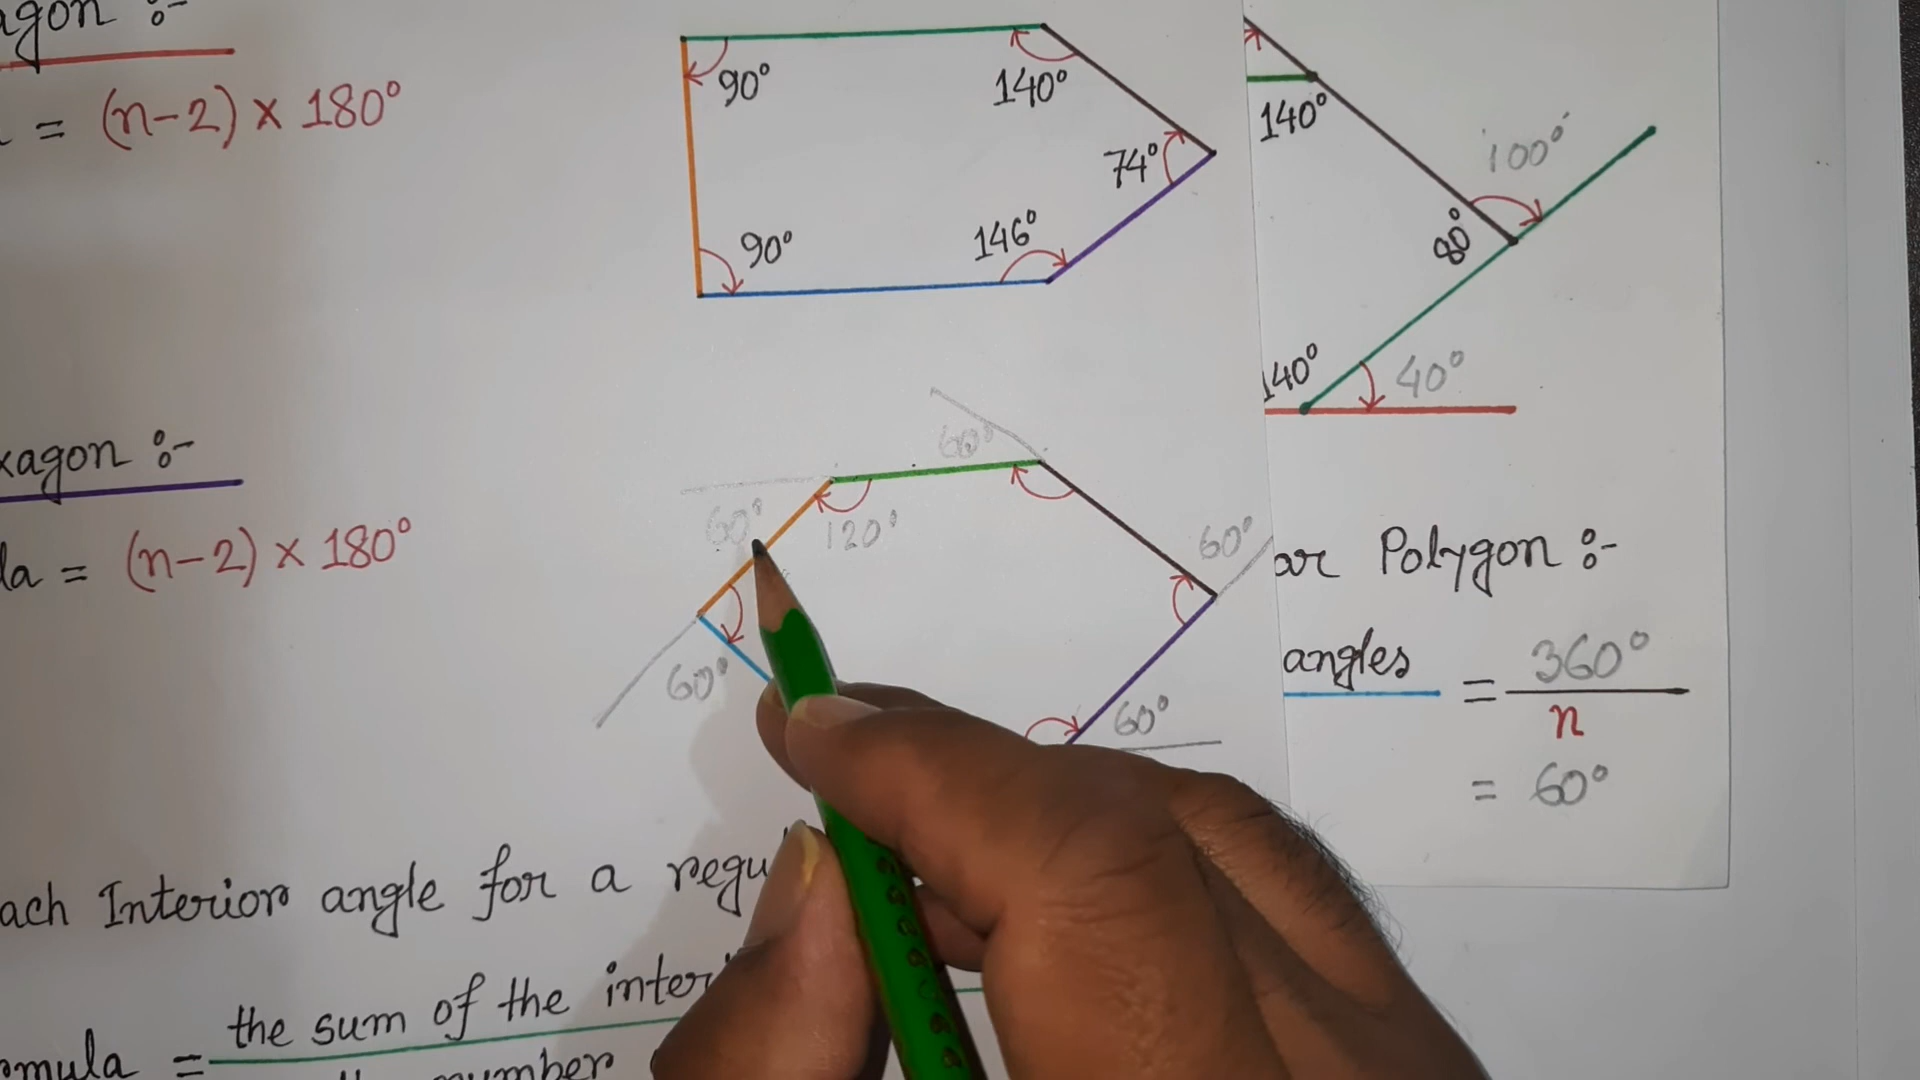 agon :-
= (n-2) × 180°
90°
140°
74°
90°
146°
140°
100°
80°
140°
40°
xagon :-
la = (n-2) × 180°
60°
60°
120°
60°
60°
60°
ar Polygon :-
angles = 360°
n
= 60°
ach Interior angle for a regu
the sum of the inter
mula =
number